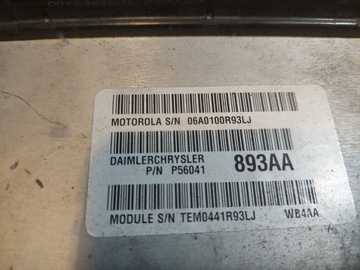 MOTOROLA S/N 06A0100R93LJ
DAIMLERCHRYSLER 893AA
P/N P56041
MODULE S/N TEM0441R93LJ WB4AA